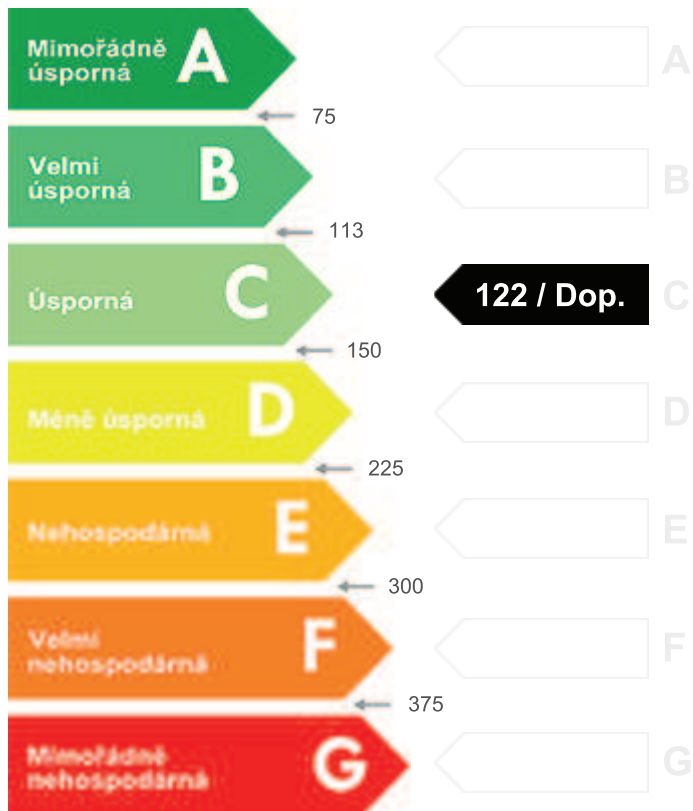 Mimořádně
úsporná
A
A
75
Velmi
úsporná
B
B
113
Úsporná
C
122 / Dop.
C
150
Méně úsporná
D
D
225
Nehospodárná
E
E
300
Velmi
nehospodárná
F
F
375
Mimořádně
nehospodárná
G
G